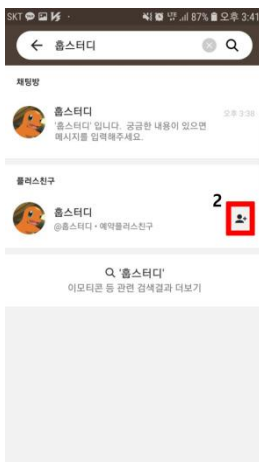 SKT 87% 오후 3:41
홈스터디
채팅방
홈스터디 오후 3:38
'홈스터디' 입니다. 궁금한 내용이 있으면
메시지를 입력해주세요.
플러스친구
2
홈스터디
@홈스터디 • 예약플러스친구
'홈스터디'
이모티콘 등 관련 검색결과 더보기